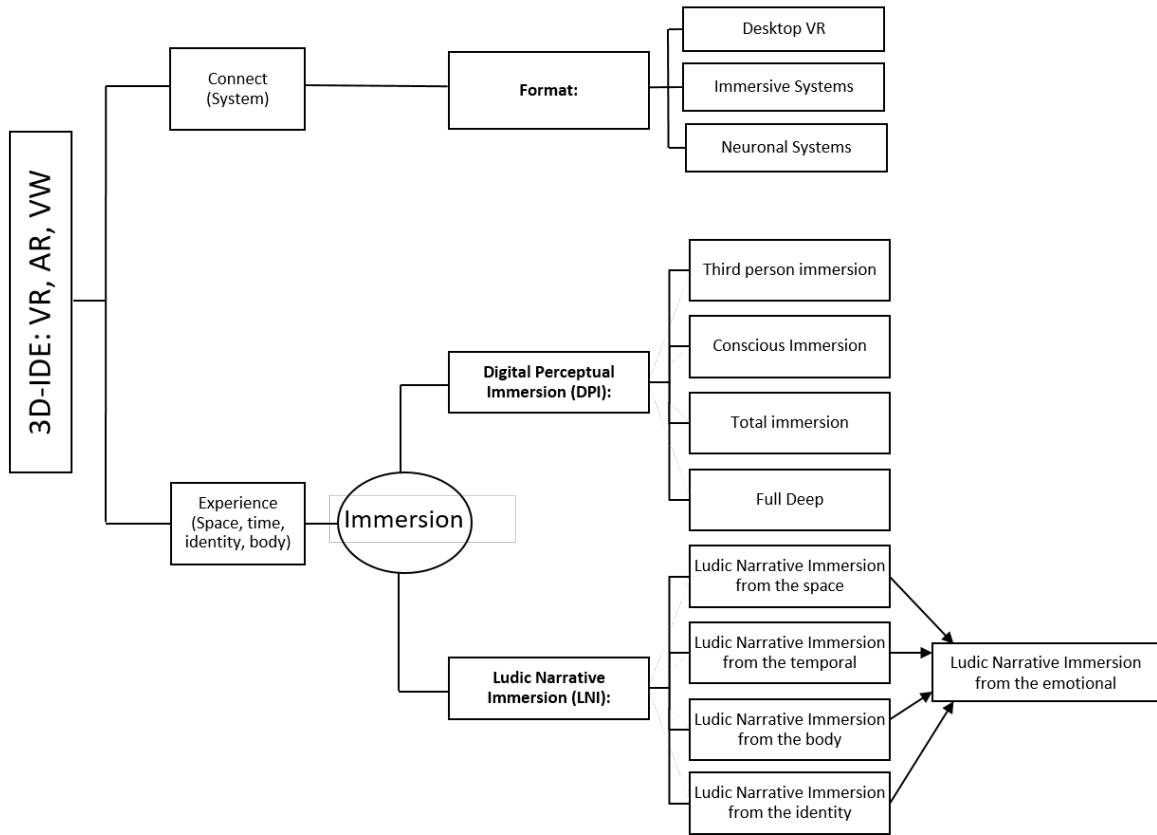 3D-IDE: VR, AR, VW
Connect
(System)
Format:
Desktop VR
Immersive Systems
Neuronal Systems
Experience
(Space, time,
identity, body)
Immersion
Digital Perceptual
Immersion (DPI):
Third person immersion
Conscious Immersion
Total immersion
Full Deep
Ludic Narrative
Immersion (LNI):
Ludic Narrative Immersion
from the space
Ludic Narrative Immersion
from the temporal
Ludic Narrative Immersion
from the body
Ludic Narrative Immersion
from the identity
Ludic Narrative Immersion
from the emotional